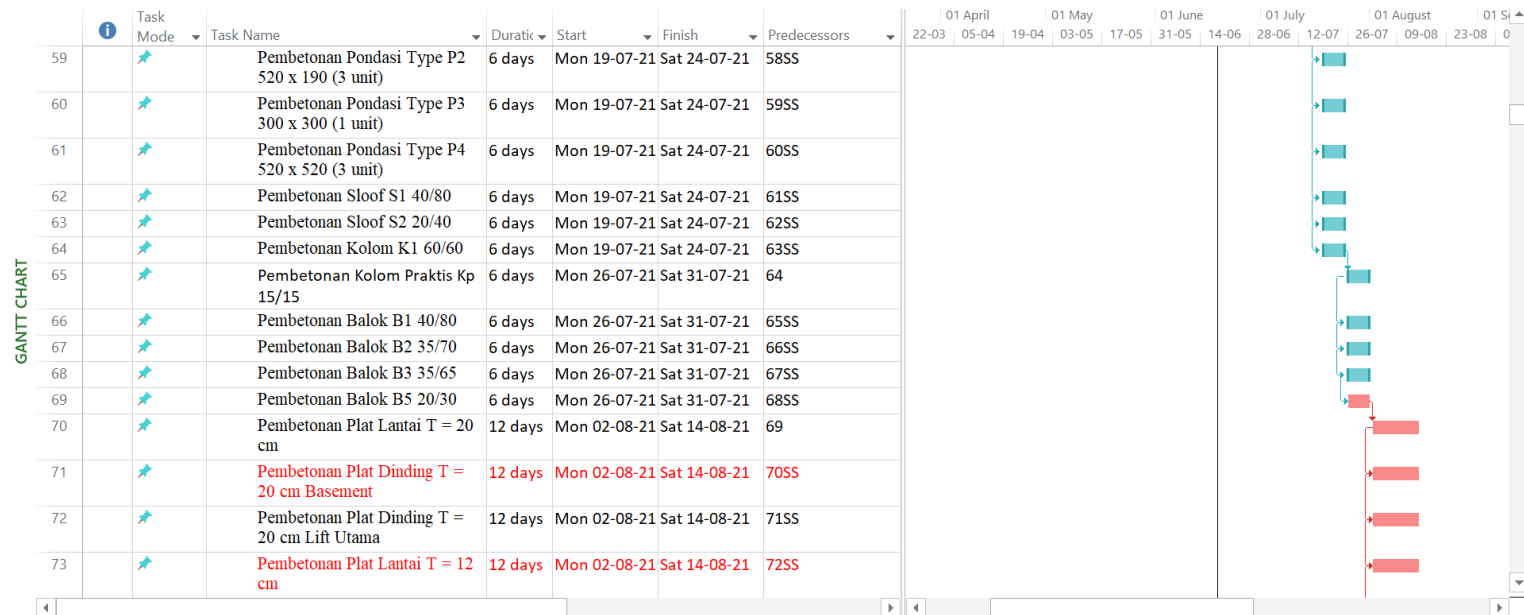 Task
Mode
Task Name
Duratic
Start
Finish
Predecessors
01 April
01 May
01 June
01 July
01 August
22-03 05-04 19-04 03-05 17-05 31-05 14-06 28-06 12-07 26-07 09-08 23-08
GANTT CHART
59 Pembetonan Pondasi Type P2 6 days Mon 19-07-21 Sat 24-07-21 58SS
520 x 190 (3 unit)
60 Pembetonan Pondasi Type P3 6 days Mon 19-07-21 Sat 24-07-21 59SS
300 x 300 (1 unit)
61 Pembetonan Pondasi Type P4 6 days Mon 19-07-21 Sat 24-07-21 60SS
520 x 520 (3 unit)
62 Pembetonan Sloof S1 40/80 6 days Mon 19-07-21 Sat 24-07-21 61SS
63 Pembetonan Sloof S2 20/40 6 days Mon 19-07-21 Sat 24-07-21 62SS
64 Pembetonan Kolom K1 60/60 6 days Mon 19-07-21 Sat 24-07-21 63SS
65 Pembetonan Kolom Praktis Kp 6 days Mon 26-07-21 Sat 31-07-21 64
15/15
66 Pembetonan Balok B1 40/80 6 days Mon 26-07-21 Sat 31-07-21 65SS
67 Pembetonan Balok B2 35/70 6 days Mon 26-07-21 Sat 31-07-21 66SS
68 Pembetonan Balok B3 35/65 6 days Mon 26-07-21 Sat 31-07-21 67SS
69 Pembetonan Balok B5 20/30 6 days Mon 26-07-21 Sat 31-07-21 68SS
70 Pembetonan Plat Lantai T = 20 12 days Mon 02-08-21 Sat 14-08-21 69
cm
71 Pembetonan Plat Dinding T = 12 days Mon 02-08-21 Sat 14-08-21 70SS
20 cm Basement
72 Pembetonan Plat Dinding T = 12 days Mon 02-08-21 Sat 14-08-21 71SS
20 cm Lift Utama
73 Pembetonan Plat Lantai T = 12 12 days Mon 02-08-21 Sat 14-08-21 72SS
cm